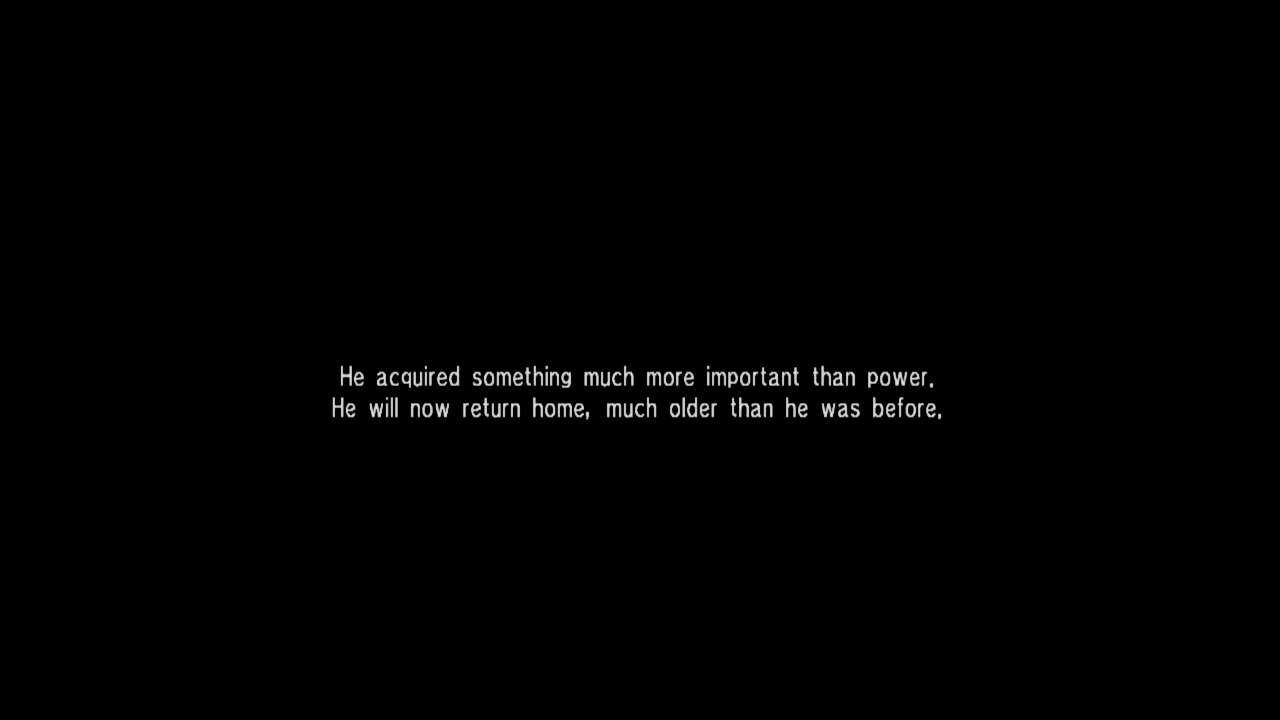 He acquired something much more important than power.
He will now return home, much older than he was before.